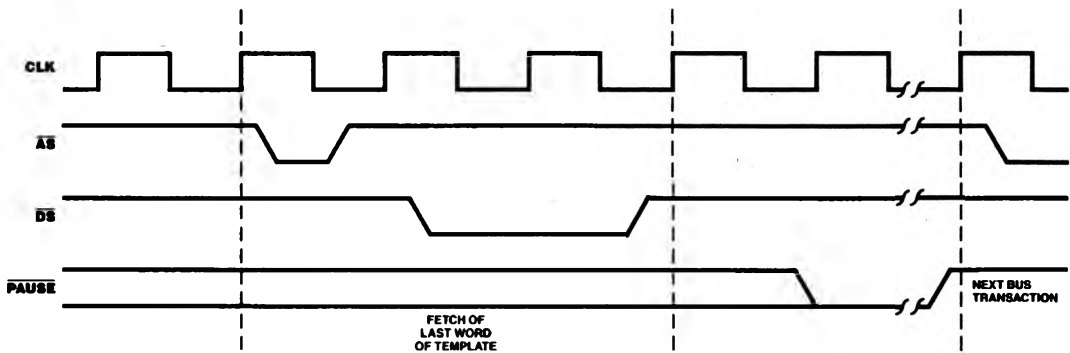 CLK
AS
DS
PAUSE
NEXT BUS
TRANSACTION
FETCH OF
LAST WORD
OF TEMPLATE